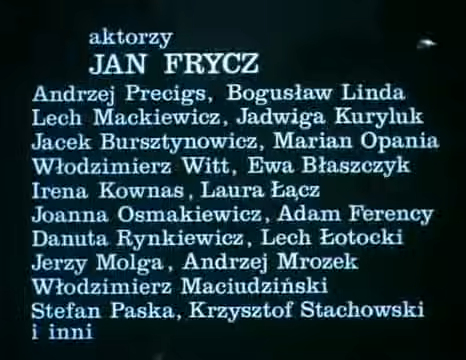 aktorzy
JAN FRYCZ
Andrzej Precigs, Bogusław Linda
Lech Mackiewicz, Jadwiga Kuryluk
Jacek Bursztynowicz, Marian Opania
Włodzimierz Witt, Ewa Błaszczyk
Irena Kownas, Laura Łącz
Joanna Osmakiewicz, Adam Ferency
Danuta Rynkiewicz, Lech Łotocki
Jerzy Molga, Andrzej Mrozek
Włodzimierz Maciudziński
Stefan Paska, Krzysztof Stachowski
i inni